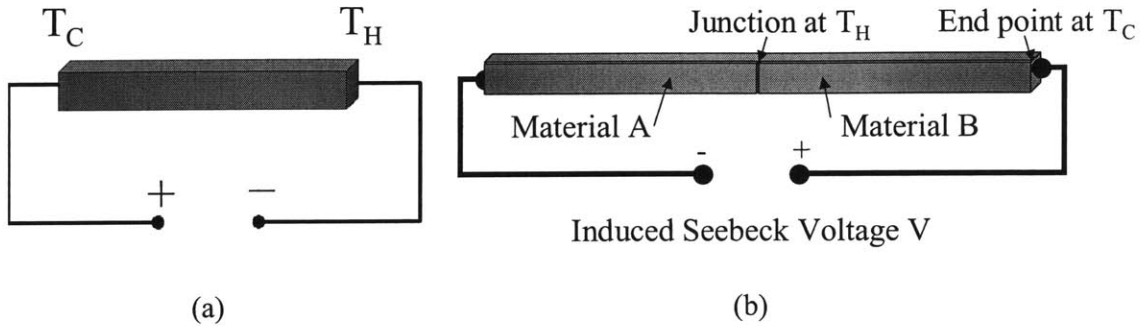 T_C T_H
+ −
(a)
Junction at T_H End point at T_C
Material A Material B
- +
Induced Seebeck Voltage V
(b)